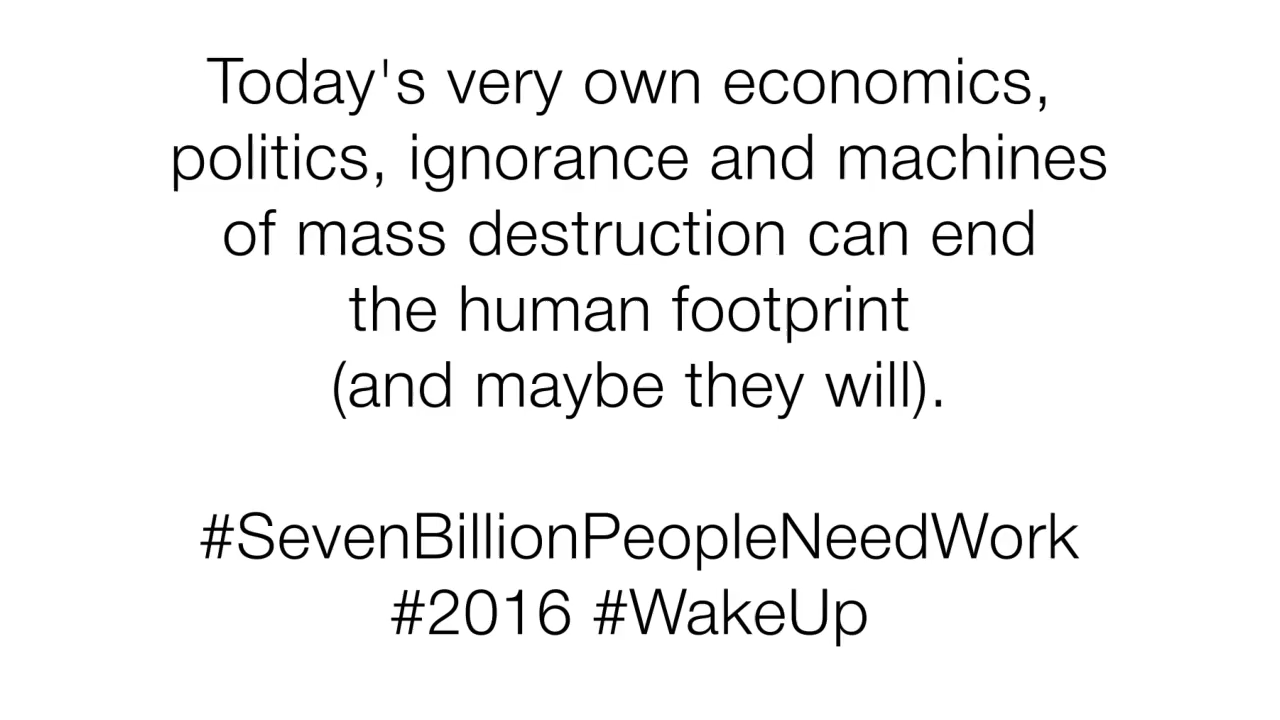 Today's very own economics,
politics, ignorance and machines
of mass destruction can end
the human footprint
(and maybe they will).
#SevenBillionPeopleNeedWork
#2016 #WakeUp